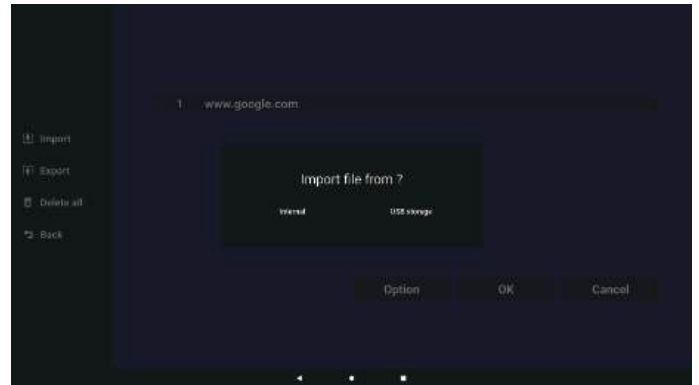 1 www.google.com
Import
Export
Delete all
Back
Import file from ?
Internal USB storage
Option OK Cancel